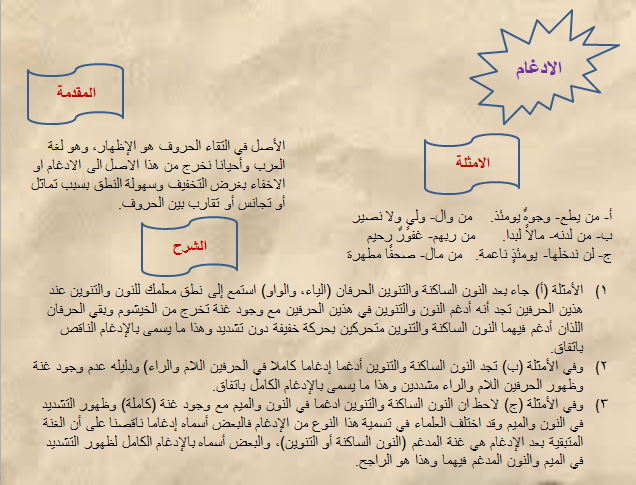 الادغام
المقدمة
الأصل في التقاء الحروف هو الإظهار، وهو لغة
العرب وأحيانا نخرج من هذا الاصل الى الادغام او
الاخفاء بغرض التخفيف وسهولة النطق بسبب تماثل
أو تجانس أو تقارب بين الحروف.
الامثلة
أ- من يطع- وجوهٌ يومئذ. من وال- وليٍ ولا نصير
ب- من لدنه- مالاً لبدا. من ربهم- غفورٌ رحيم
ج- لن ندخلها- يومئذٍ ناعمة. من مال- صحفًا مطهرة
الشرح
١) الأمثلة (أ) جاء بعد النون الساكنة والتنوين الحرفان (الياء، والواو) استمع إلى نطق معلمك للنون والتنوين عند
هذين الحرفين تجد أنه أدغم النون والتنوين في هذين الحرفين مع وجود غنة تخرج من الخيشوم وبقي الحرفان
اللذان أدغم فيهما النون الساكنة والتنوين متحركين بحركة خفيفة دون تشديد وهذا ما يسمى بالإدغام الناقص
باتفاق.
٢) وفي الأمثلة (ب) تجد النون الساكنة والتنوين أدغما إدغاما كاملا في الحرفين اللام والراء) ودليله عدم وجود غنة
وظهور الحرفين اللام والراء مشددين وهذا ما يسمى بالإدغام الكامل باتفاق.
٣) وفي الأمثلة (ج) لاحظ ان النون الساكنة والتنوين ادغما في النون والميم مع وجود غنة (كاملة) وظهور التشديد
في النون والميم وقد اختلف العلماء في تسمية هذا النوع من الإدغام فالبعض أسماه إدغاما ناقصنا على أن الغنة
المتبقية بعد الإدغام هي غنة المدغم (النون الساكنة أو التنوين)، والبعض أسماه بالإدغام الكامل لظهور التشديد
في الميم والنون المدغم فيهما وهذا هو الراجح.